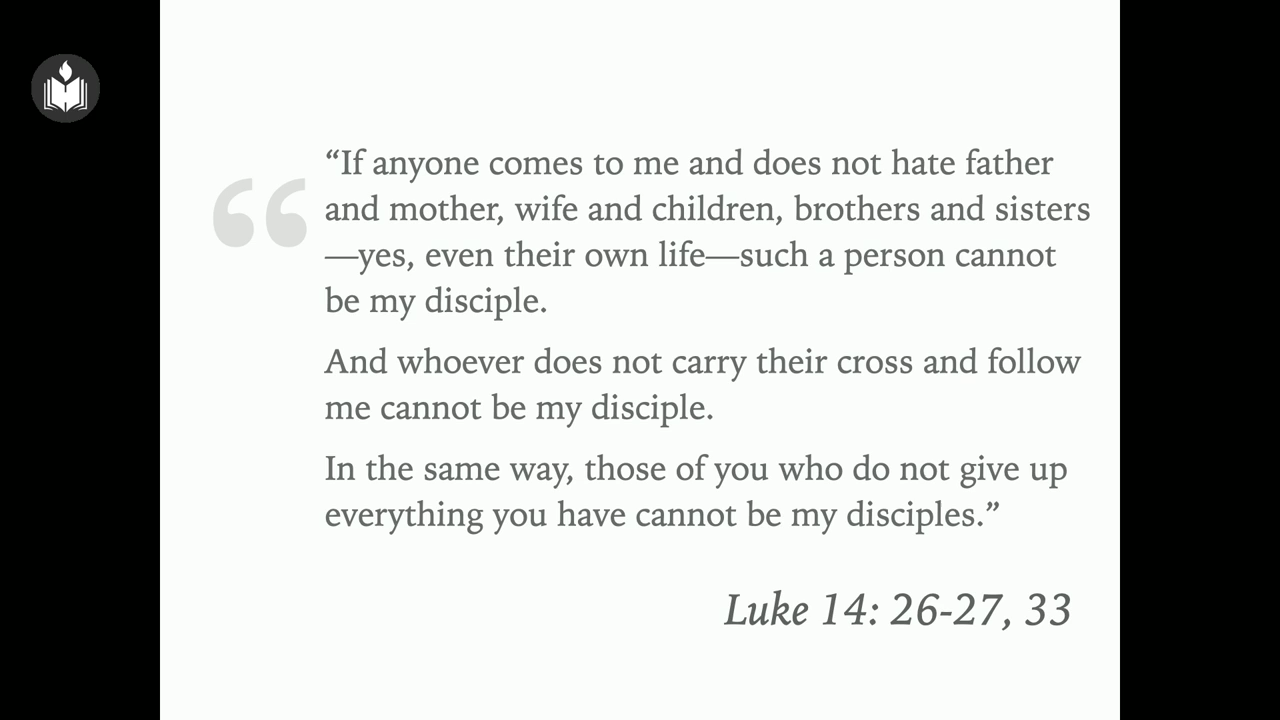 “If anyone comes to me and does not hate father
and mother, wife and children, brothers and sisters
—yes, even their own life—such a person cannot
be my disciple.
And whoever does not carry their cross and follow
me cannot be my disciple.
In the same way, those of you who do not give up
everything you have cannot be my disciples.”
Luke 14: 26-27, 33